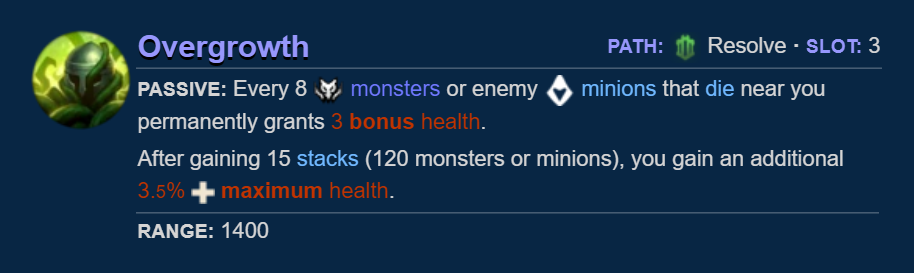 Overgrowth PATH: Resolve · SLOT: 3
PASSIVE: Every 8 monsters or enemy minions that die near you
permanently grants 3 bonus health.
After gaining 15 stacks (120 monsters or minions), you gain an additional
3.5% maximum health.
RANGE: 1400